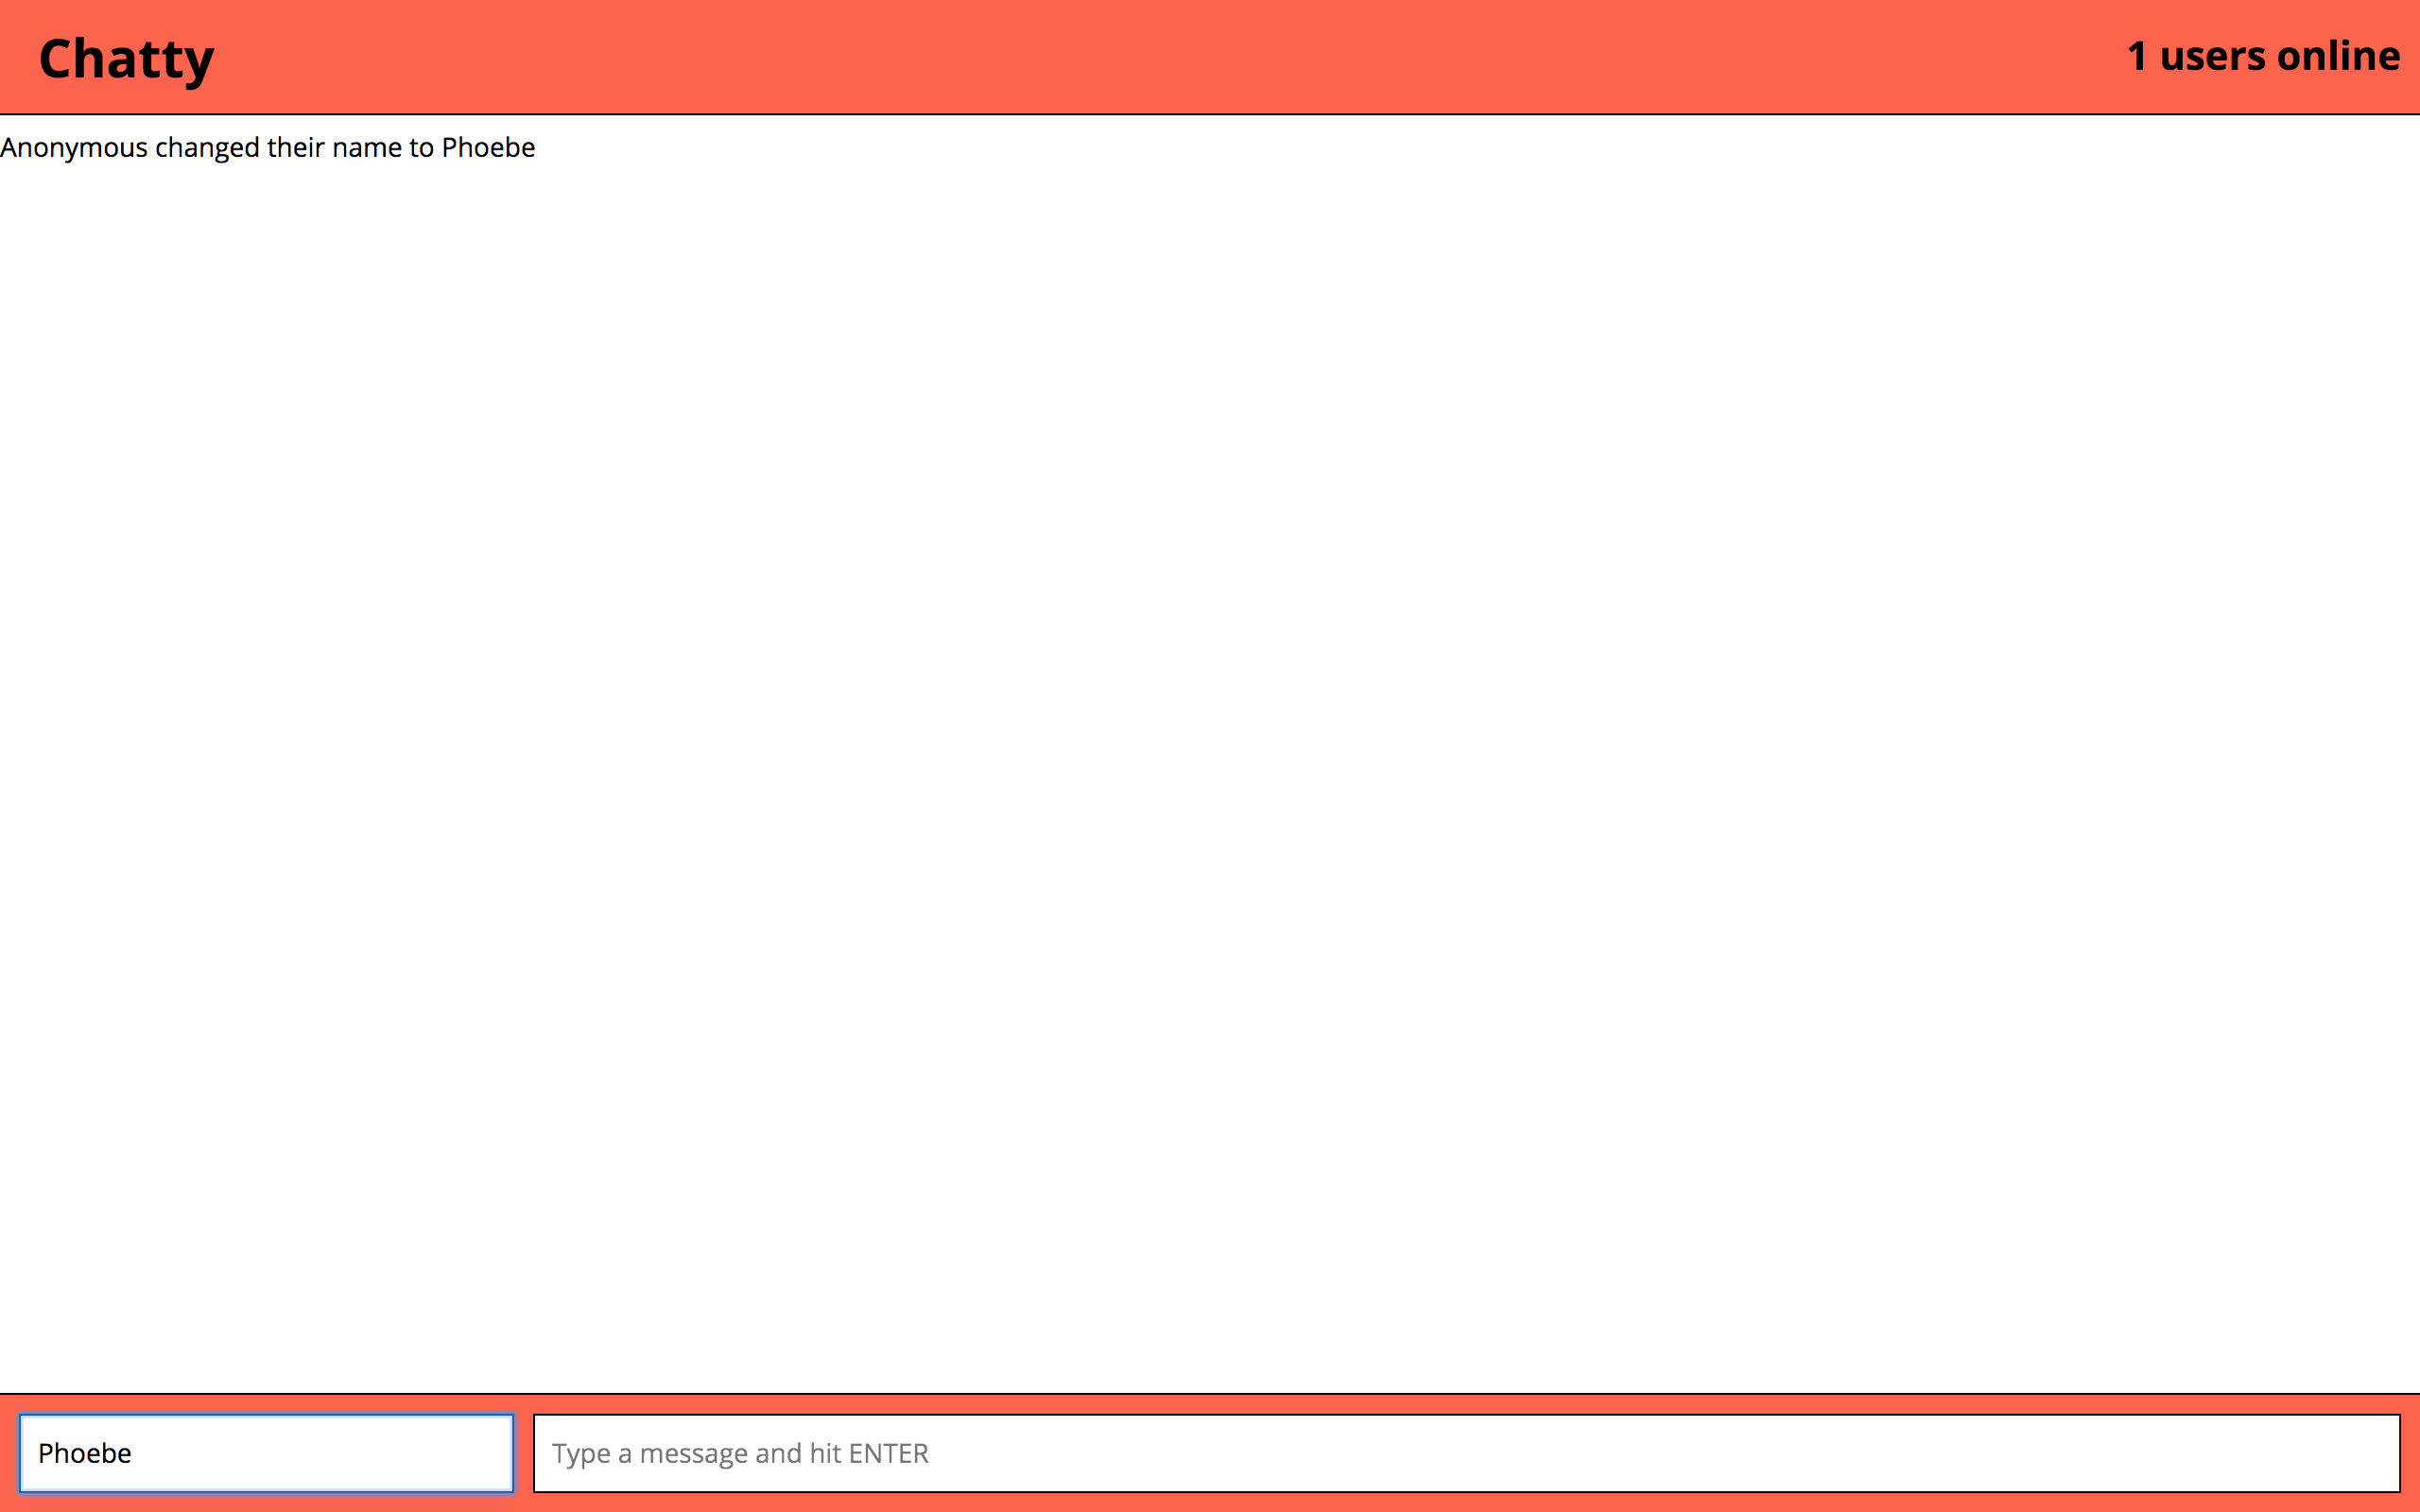 Chatty
1 users online
Anonymous changed their name to Phoebe
Phoebe
Type a message and hit ENTER